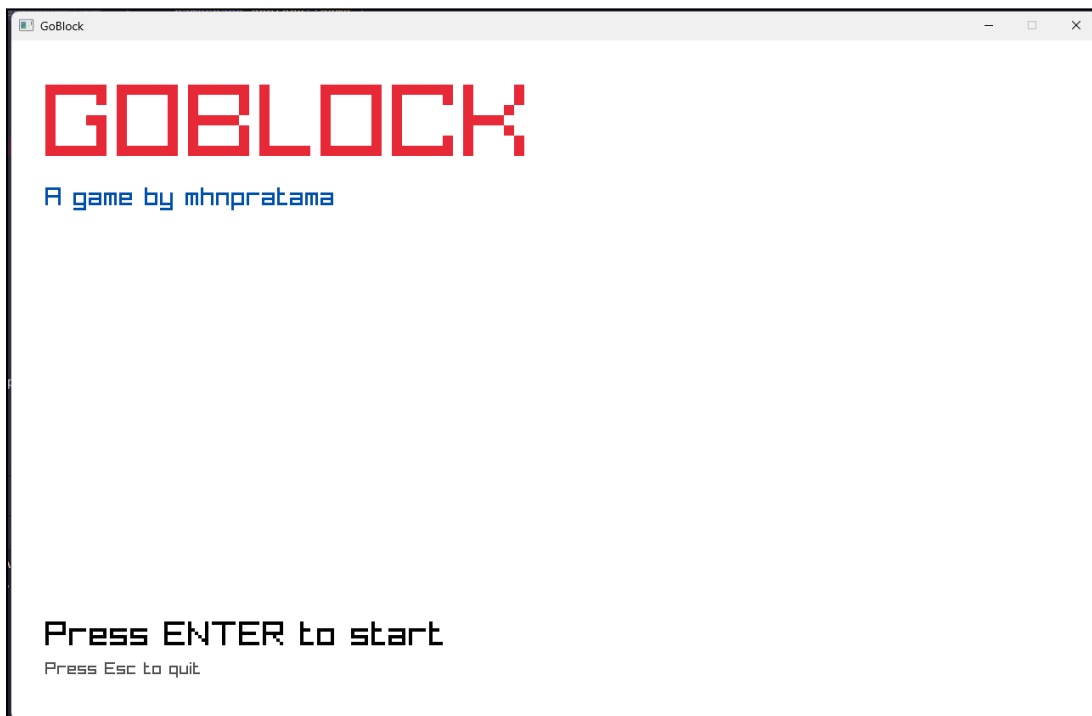 GoBlock
GOBLOCK
A game by mhnpratama
Press ENTER to start
Press Esc to quit